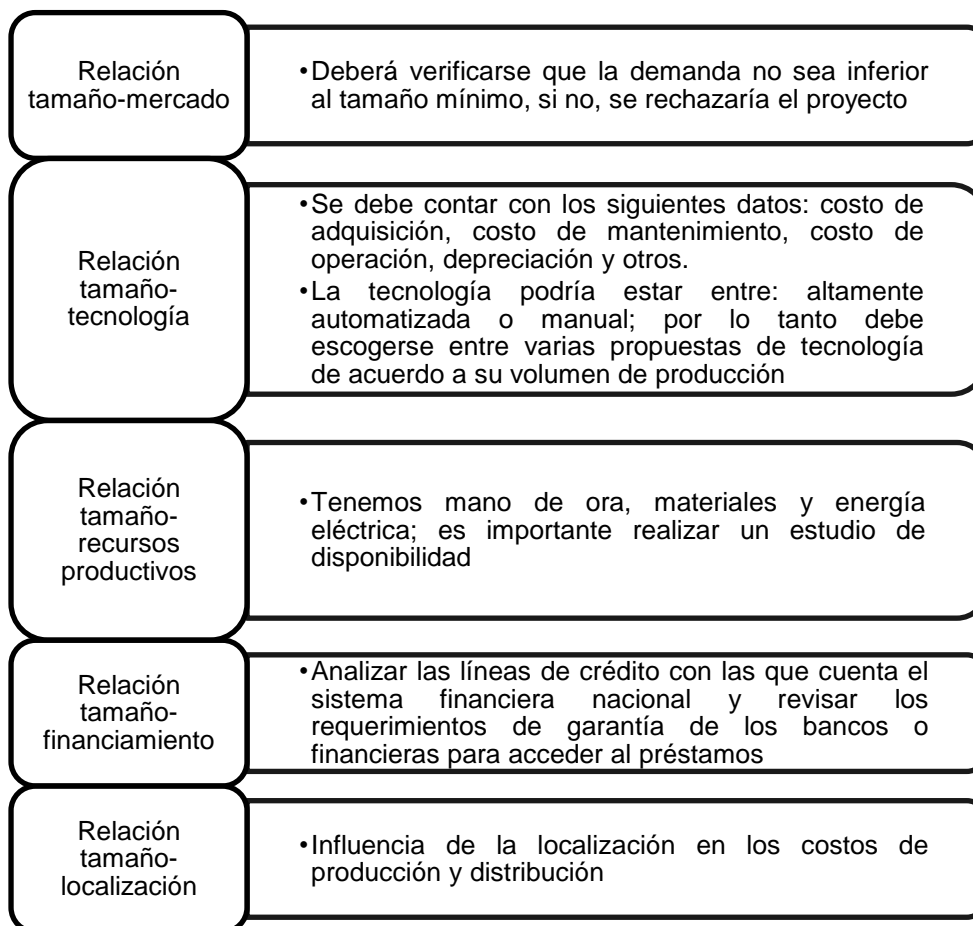 Relación
tamaño-mercado
•Deberá verificarse que la demanda no sea inferior
al tamaño mínimo, si no, se rechazaría el proyecto
Relación
tamaño-
tecnología
•Se debe contar con los siguientes datos: costo de
adquisición, costo de mantenimiento, costo de
operación, depreciación y otros.
•La tecnología podría estar entre: altamente
automatizada o manual; por lo tanto debe
escogerse entre varias propuestas de tecnología
de acuerdo a su volumen de producción
Relación
tamaño-
recursos
productivos
•Tenemos mano de ora, materiales y energía
eléctrica; es importante realizar un estudio de
disponibilidad
Relación
tamaño-
financiamiento
•Analizar las líneas de crédito con las que cuenta el
sistema financiera nacional y revisar los
requerimientos de garantía de los bancos o
financieras para acceder al préstamos
Relación
tamaño-
localización
•Influencia de la localización en los costos de
producción y distribución